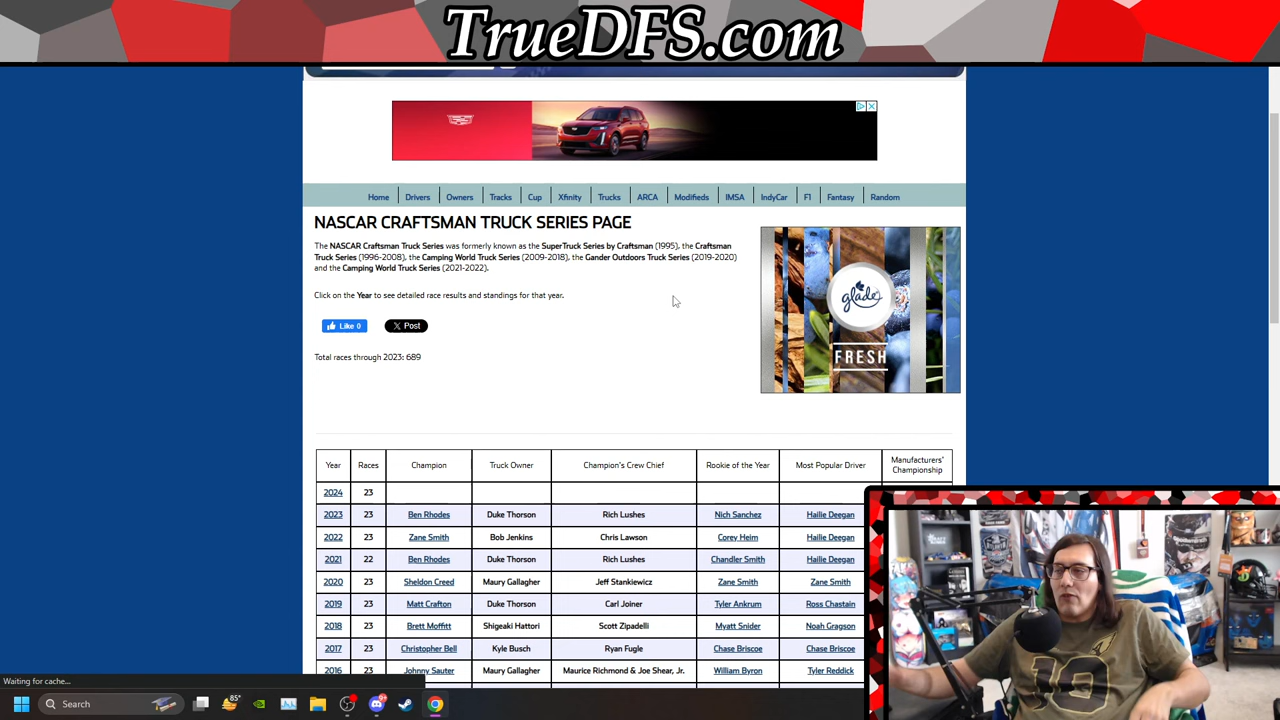 TrueDFS.com
Home Drivers Owners Tracks Cup Xfinity Trucks ARCA Modifieds IMSA IndyCar F1 Fantasy Random
NASCAR CRAFTSMAN TRUCK SERIES PAGE
The NASCAR Craftsman Truck Series was formerly known as the SuperTruck Series by Craftsman (1995), the Craftsman
Truck Series (1996-2008), the Camping World Truck Series (2009-2018), the Gander Outdoors Truck Series (2019-2020)
and the Camping World Truck Series (2021-2022).
Click on the Year to see detailed race results and standings for that year.
Like 0 X Post
Total races through 2023: 689
glade
FRESH
Year Races Champion Truck Owner Champion's Crew Chief Rookie of the Year Most Popular Driver Manufacturers'
Championship
2024 23
2023 23 Ben Rhodes Duke Thorson Rich Lushes Nich Sanchez Hailie Deegan
2022 23 Zane Smith Bob Jenkins Chris Lawson Corey Heim Hailie Deegan
2021 22 Ben Rhodes Duke Thorson Rich Lushes Chandler Smith Hailie Deegan
2020 23 Sheldon Creed Maury Gallagher Jeff Stankiewicz Zane Smith Zane Smith
2019 23 Matt Crafton Duke Thorson Carl Joiner Tyler Ankrum Ross Chastain
2018 23 Brett Moffitt Shigeaki Hattori Scott Zipadelli Myatt Snider Noah Gragson
2017 23 Christopher Bell Kyle Busch Ryan Fugle Chase Briscoe Chase Briscoe
2016 23 Johnny Sauter Maury Gallagher Maurice Richmond & Joe Shear, Jr. William Byron Tyler Reddick
Waiting for cache...
Search
85°
10